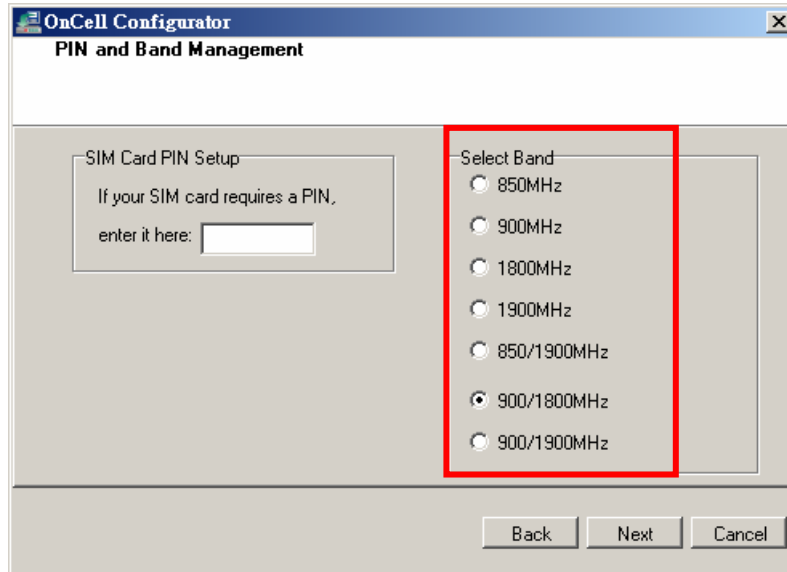 OnCell Configurator
PIN and Band Management
SIM Card PIN Setup
If your SIM card requires a PIN,
enter it here:
Select Band
850MHz
900MHz
1800MHz
1900MHz
850/1900MHz
900/1800MHz
900/1900MHz
Back
Next
Cancel